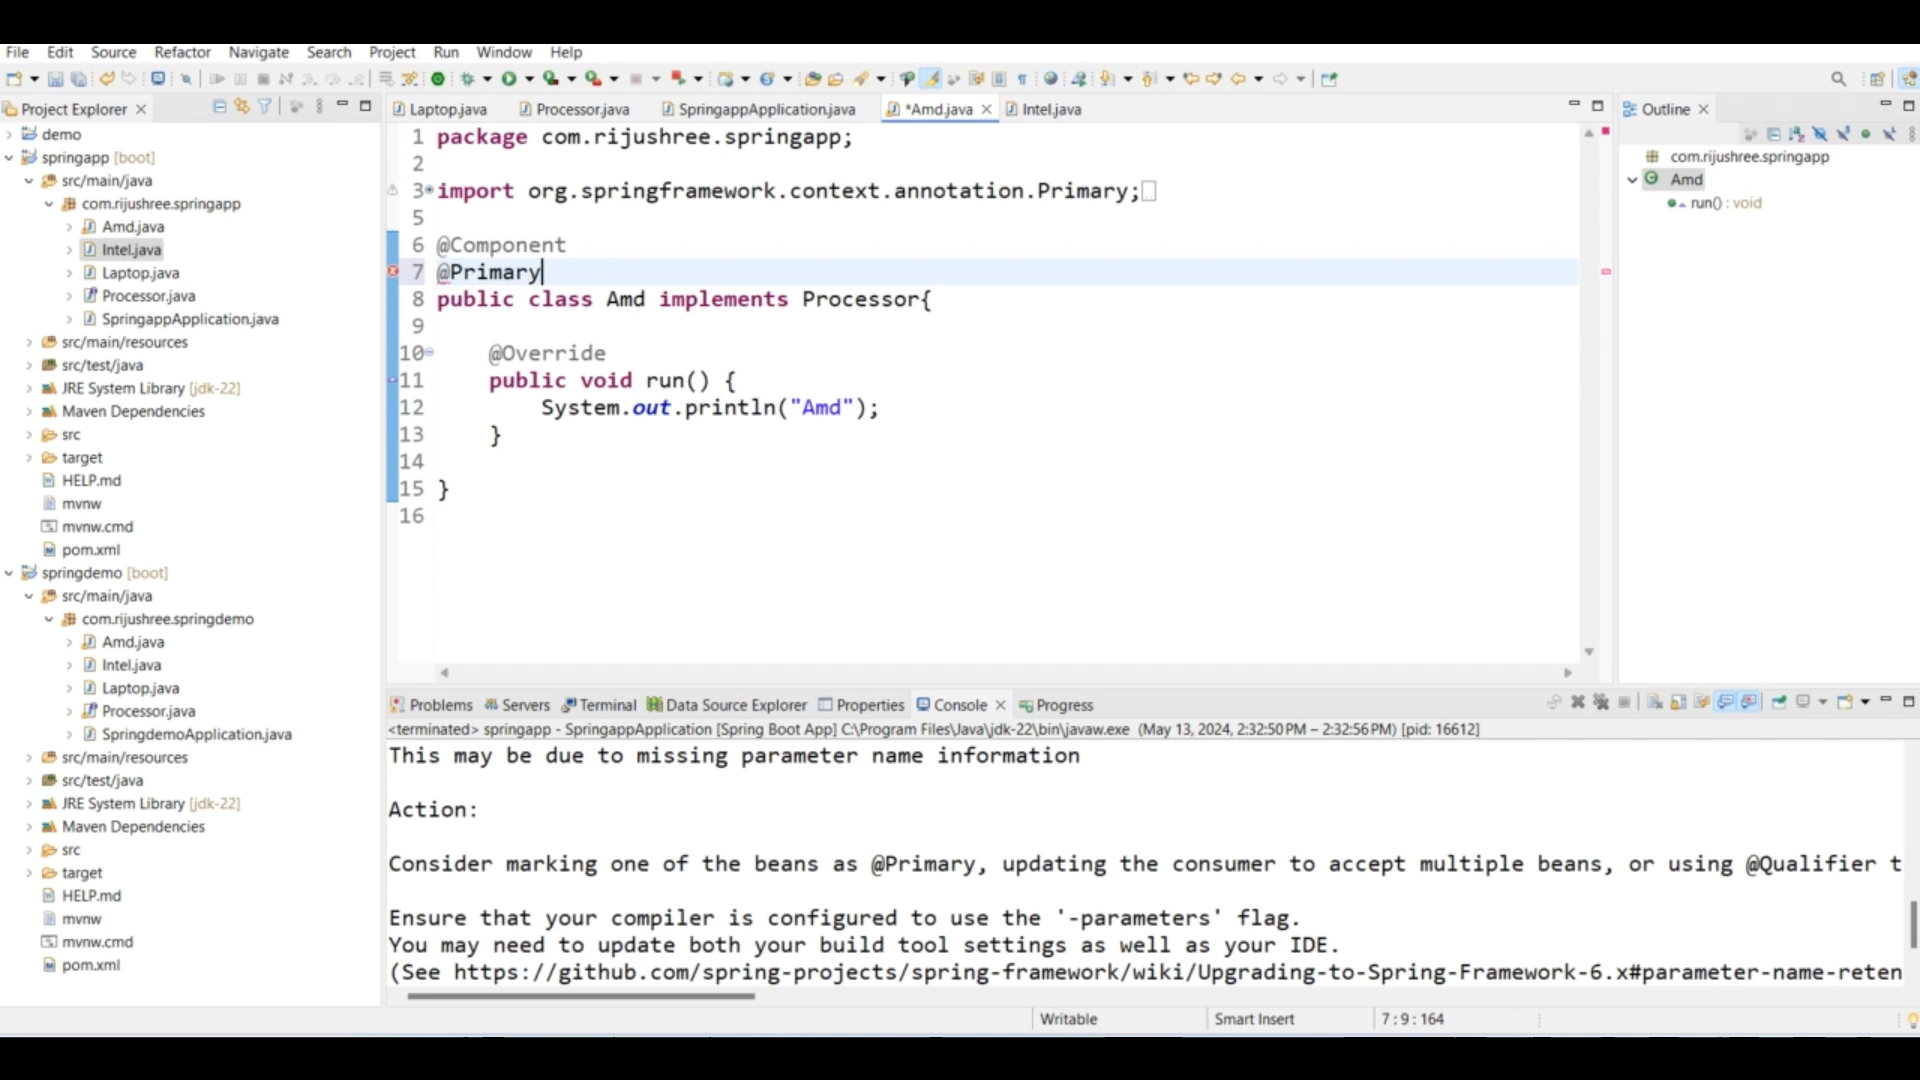 File Edit Source Refactor Navigate Search Project Run Window Help
Project Explorer
demo
springapp [boot]
src/main/java
com.rijushree.springapp
Amd.java
Intel.java
Laptop.java
Processor.java
SpringappApplication.java
src/main/resources
src/test/java
JRE System Library [jdk-22]
Maven Dependencies
src
target
HELP.md
mvnw
mvnw.cmd
pom.xml
springdemo [boot]
src/main/java
com.rijushree.springdemo
Amd.java
Intel.java
Laptop.java
Processor.java
SpringdemoApplication.java
src/main/resources
src/test/java
JRE System Library [jdk-22]
Maven Dependencies
src
target
HELP.md
mvnw
mvnw.cmd
pom.xml
Laptop.java Processor.java SpringappApplication.java *Amd.java Intel.java
1 package com.rijushree.springapp;
2
3 import org.springframework.context.annotation.Primary;
5
6 @Component
7 @Primary
8 public class Amd implements Processor{
9
10 @Override
11 public void run() {
12 System.out.println("Amd");
13 }
14
15 }
16
Outline
com.rijushree.springapp
Amd
run() : void
Problems Servers Terminal Data Source Explorer Properties Console Progress
<terminated> springapp - SpringappApplication [Spring Boot App] C:\Program Files\Java\jdk-22\bin\javaw.exe (May 13, 2024, 2:32:50 PM – 2:32:56 PM) [pid: 16612]
This may be due to missing parameter name information
Action:
Consider marking one of the beans as @Primary, updating the consumer to accept multiple beans, or using @Qualifier t
Ensure that your compiler is configured to use the '-parameters' flag.
You may need to update both your build tool settings as well as your IDE.
(See https://github.com/spring-projects/spring-framework/wiki/Upgrading-to-Spring-Framework-6.x#parameter-name-reten
Writable Smart Insert 7 : 9 : 164